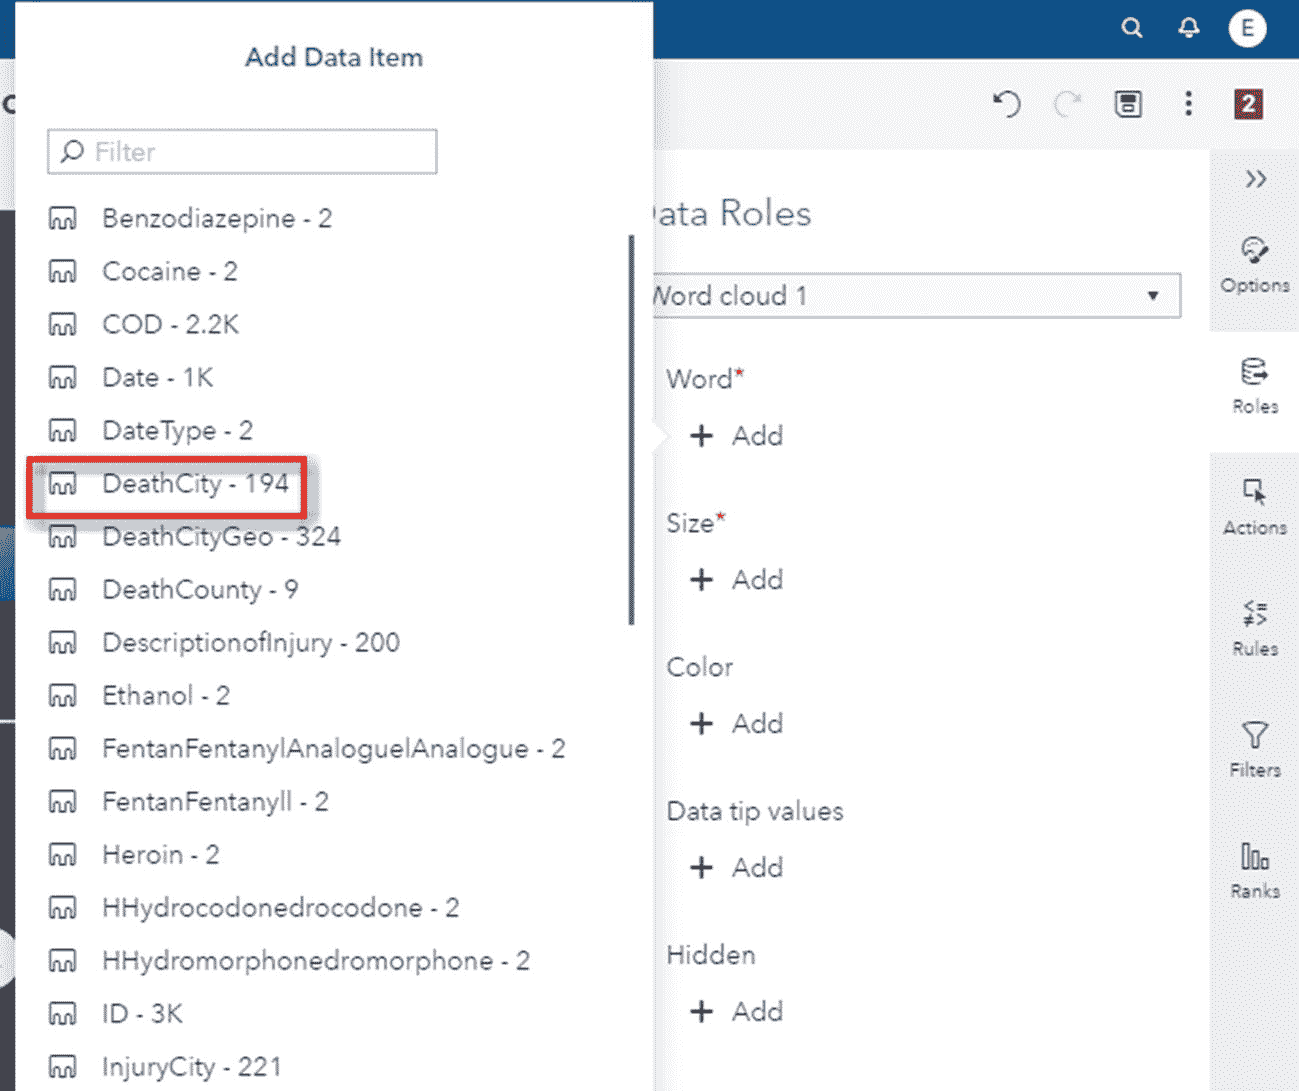 E
Add Data Item
2
Filter
Benzodiazepine - 2
Cocaine - 2
COD - 2.2K
Date - 1K
DateType - 2
DeathCity - 194
DeathCityGeo - 324
DeathCounty - 9
DescriptionofInjury - 200
Ethanol - 2
FentanFentanylAnaloguelAnalogue - 2
FentanFentanyll - 2
Heroin - 2
HHydrocodonedrocodone - 2
HHydromorphonedromorphone - 2
ID - 3K
InjuryCity - 221
ata Roles
Word cloud 1
Word*
Add
Size*
Add
Color
Add
Data tip values
Add
Hidden
Add
Options
Roles
Actions
Rules
Filters
Ranks